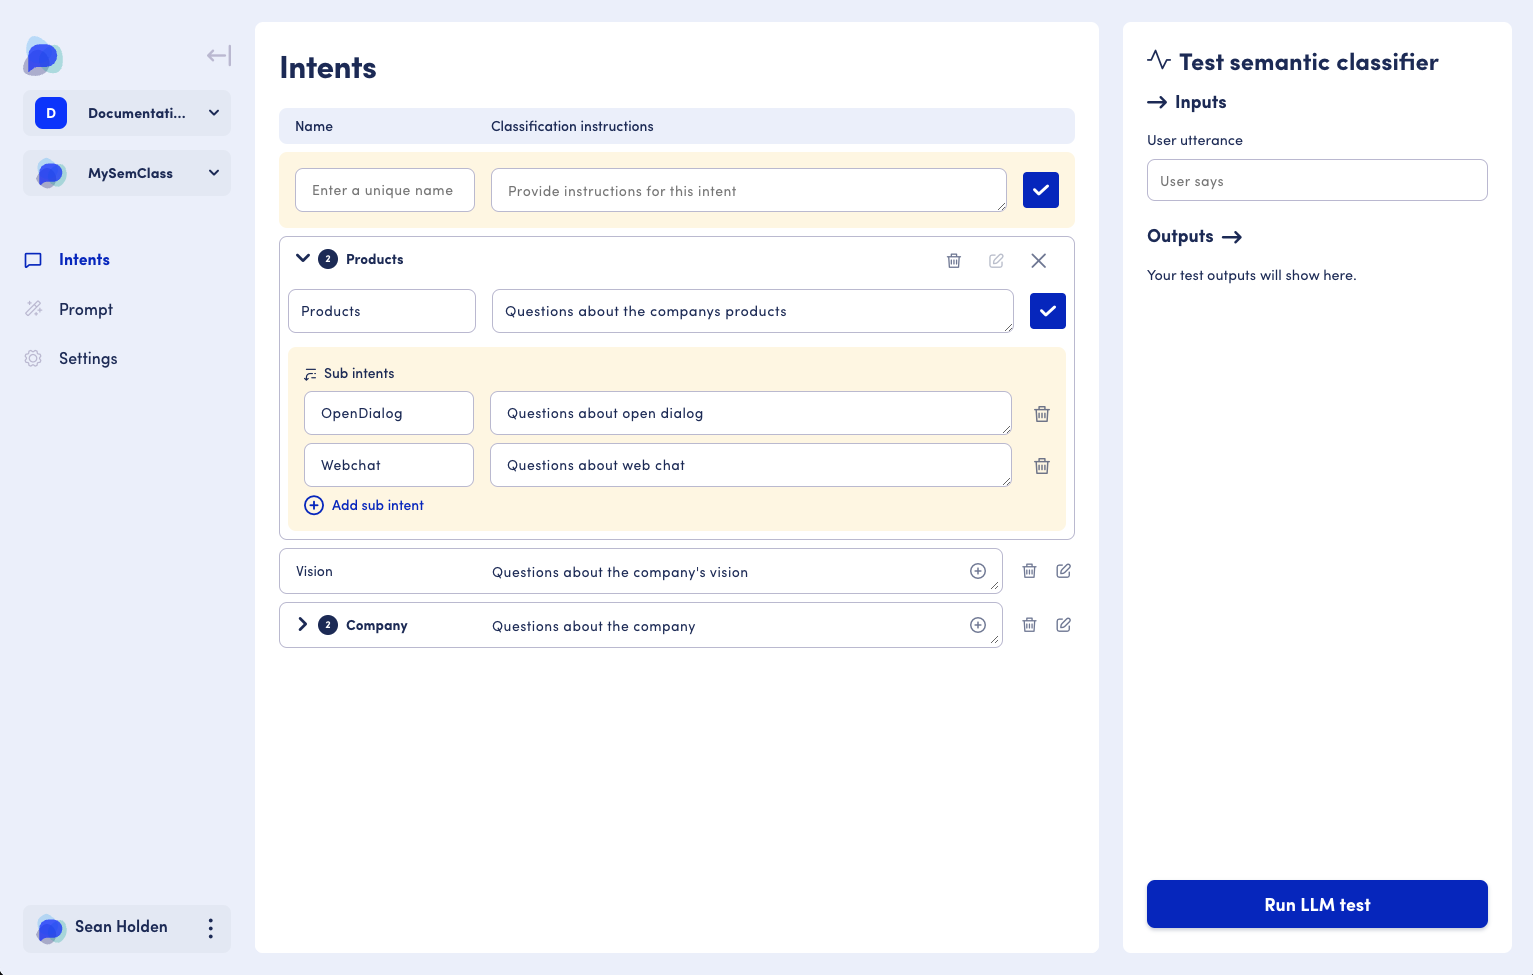 D
Documentati...
MySemClass
Intents
Prompt
Settings
Sean Holden
Intents
Name
Classification instructions
Enter a unique name
Provide instructions for this intent
2
Products
Products
Questions about the companys products
Sub intents
OpenDialog
Questions about open dialog
Webchat
Questions about web chat
Add sub intent
Vision
Questions about the company's vision
2
Company
Questions about the company
Test semantic classifier
Inputs
User utterance
User says
Outputs
Your test outputs will show here.
Run LLM test